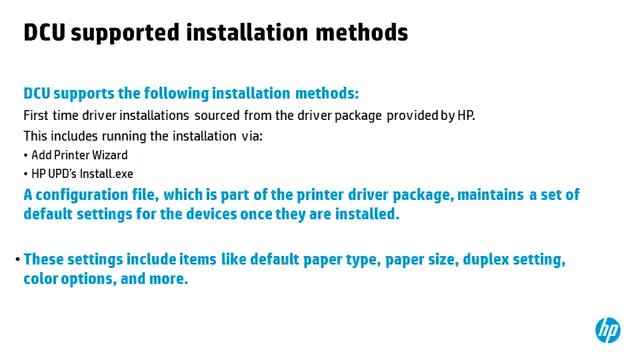 DCU supported installation methods
DCU supports the following installation methods:
First time driver installations sourced from the driver package provided by HP.
This includes running the installation via:
• Add Printer Wizard
• HP UPD's Install.exe
A configuration file, which is part of the printer driver package, maintains a set of
default settings for the devices once they are installed.
• These settings include items like default paper type, paper size, duplex setting,
color options, and more.
hp